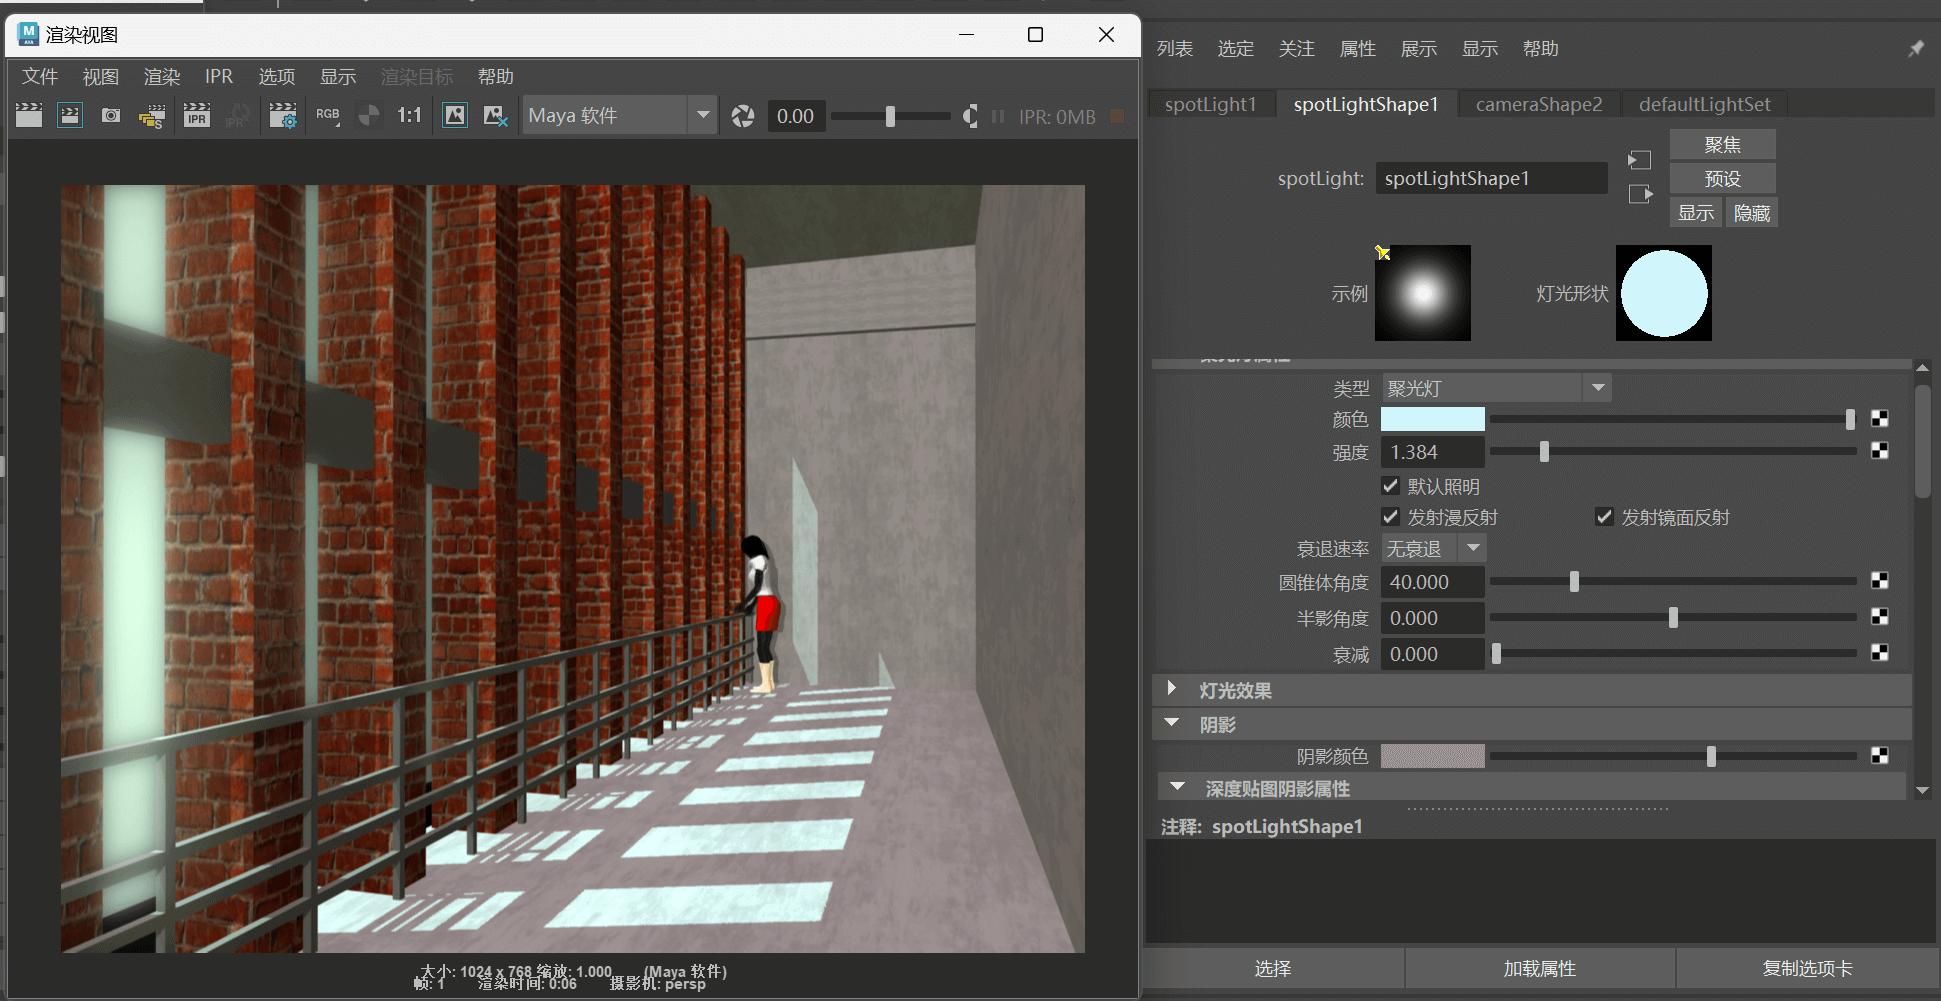 渲染视图
文件 视图 渲染 IPR 选项 显示 渲染目标 帮助
IPR S IPR RGB 1:1 Maya 软件 0.00 IPR: 0MB
大小: 1024 x 768 缩放: 1.000 (Maya 软件)
帧: 1 渲染时间: 0:06 摄影机: persp
列表 选定 关注 属性 展示 显示 帮助
spotLight1 spotLightShape1 cameraShape2 defaultLightSet
聚焦
spotLight: spotLightShape1
预设
显示 隐藏
示例 灯光形状
类型 聚光灯
颜色
强度 1.384
默认照明
发射漫反射 发射镜面反射
衰退速率 无衰退
圆锥体角度 40.000
半影角度 0.000
衰减 0.000
灯光效果
阴影
阴影颜色
深度贴图阴影属性
注释: spotLightShape1
选择 加载属性 复制选项卡